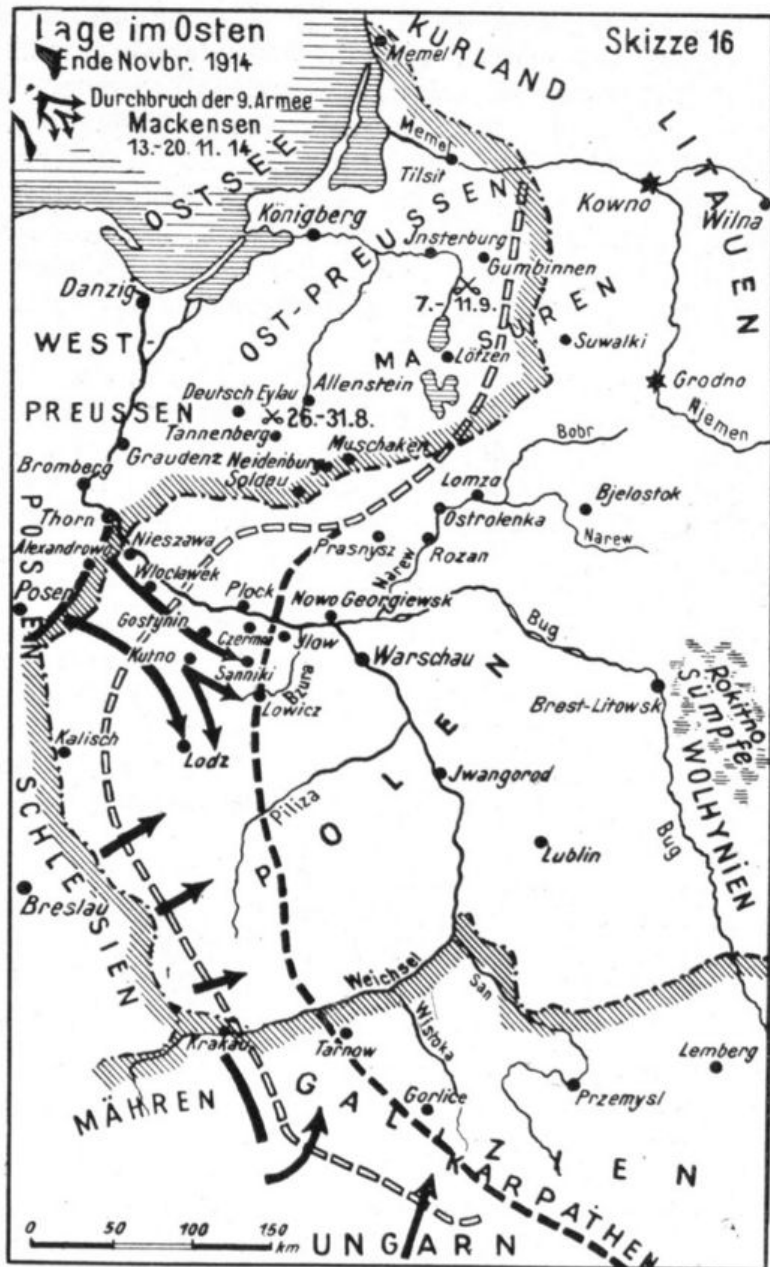 Lage im Osten
Ende Novbr. 1914
Durchbruch der 9. Armee
Mackensen
13.-20. 11. 14
Skizze 16
KURLAND
LITAUEN
Memel
OSTSEE
Memel
Tilsit
Kowno
Wilna
Königberg
Jnsterburg
Gumbinnen
OST-PREUSSEN
7.- 11.9.
Danzig
WEST-
PREUSSEN
MASUREN
Lötzen
Suwalki
Grodno
Njemen
Deutsch Eylau
Allenstein
26.-31.8.
Tannenberg
Graudenz
Neidenburg
Muschaken
Soldau
Bromberg
Bobr
Lomza
Bjelostok
Thorn
Ostrolenka
Narew
Nieszawa
Prasnysz
Rozan
Alexandrowo
POSEN
Wloclawek
Narew
Posen
Plock
Nowo Georgiewsk
Gostynin
Czermno
Jlow
Bug
Kutno
Sanniki
Warschau
Bzura
Lowicz
Brest-Litowsk
Rokitno
Sümpfe
WOLHYNIEN
Kalisch
Lodz
POLEN
Jwangorod
Piliza
SCHLESIEN
Lublin
Bug
Breslau
Weichsel
San
Krakau
Tarnow
Wisloka
Lemberg
MÄHREN
GALIZIEN
Gorlice
Przemysl
KARPATHEN
0 50 100 150
km
UNGARN